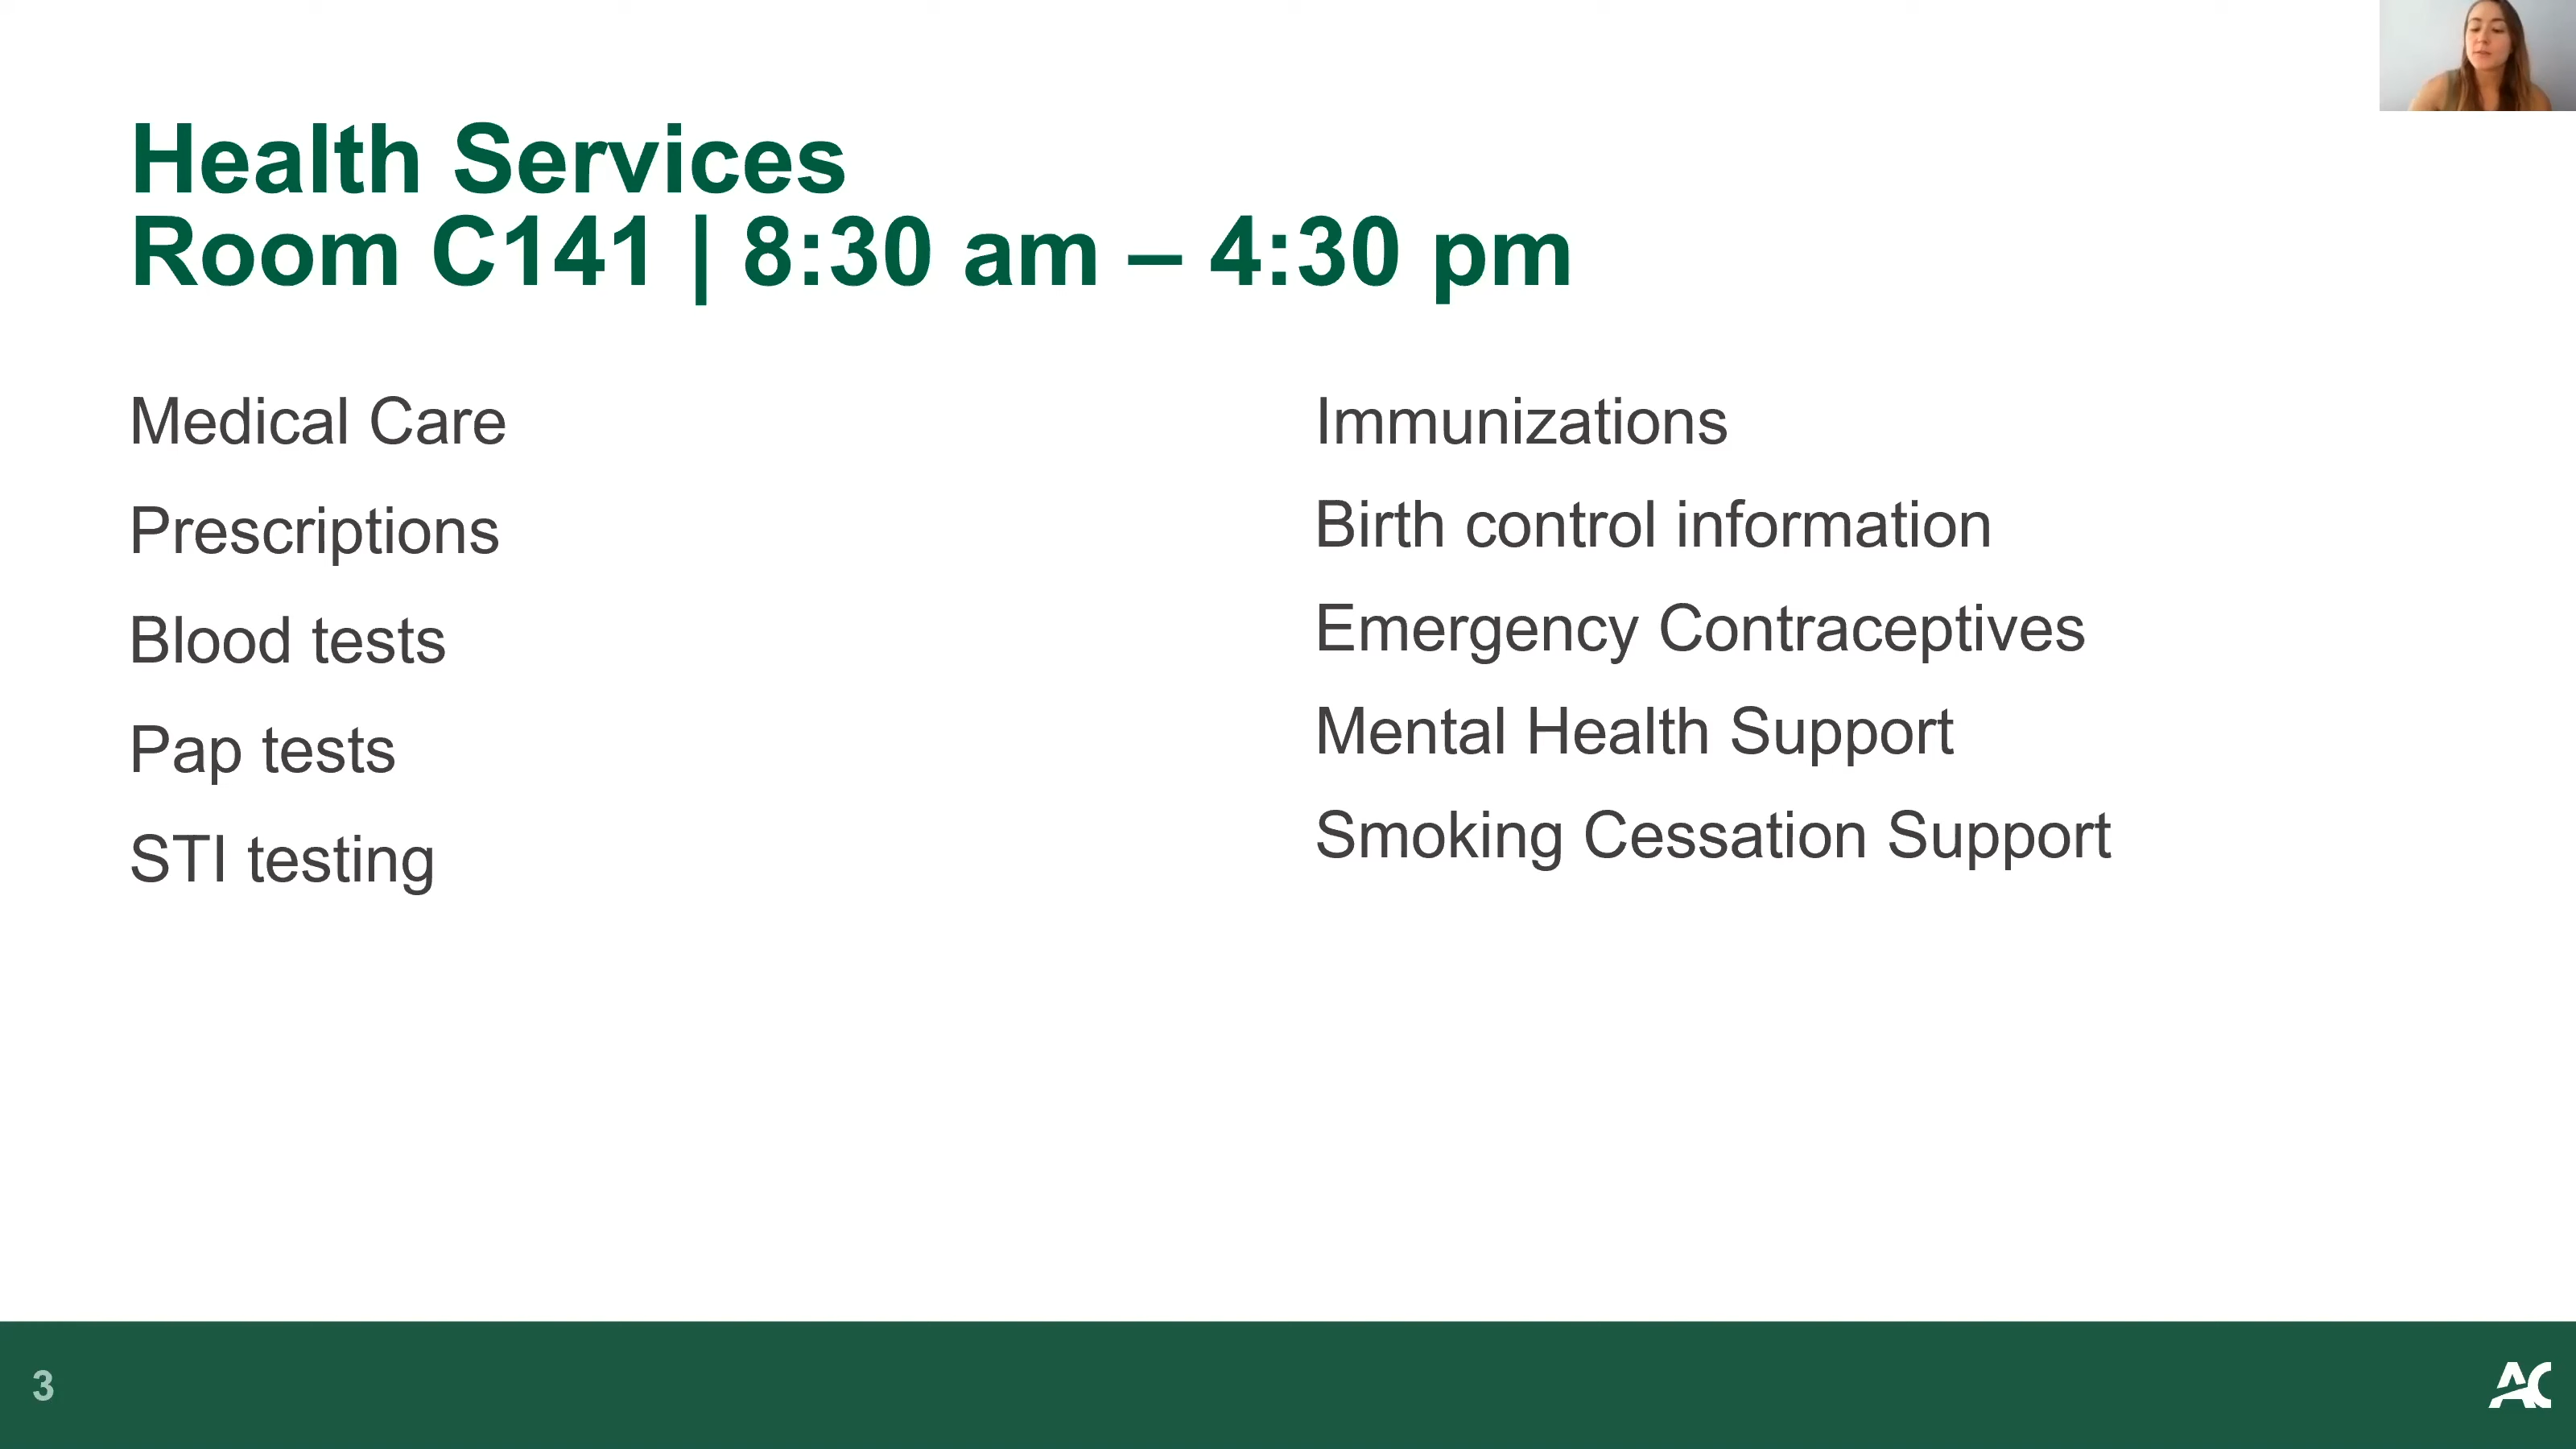 Health Services
Room C141 | 8:30 am – 4:30 pm
Medical Care
Prescriptions
Blood tests
Pap tests
STI testing
Immunizations
Birth control information
Emergency Contraceptives
Mental Health Support
Smoking Cessation Support
3
AC